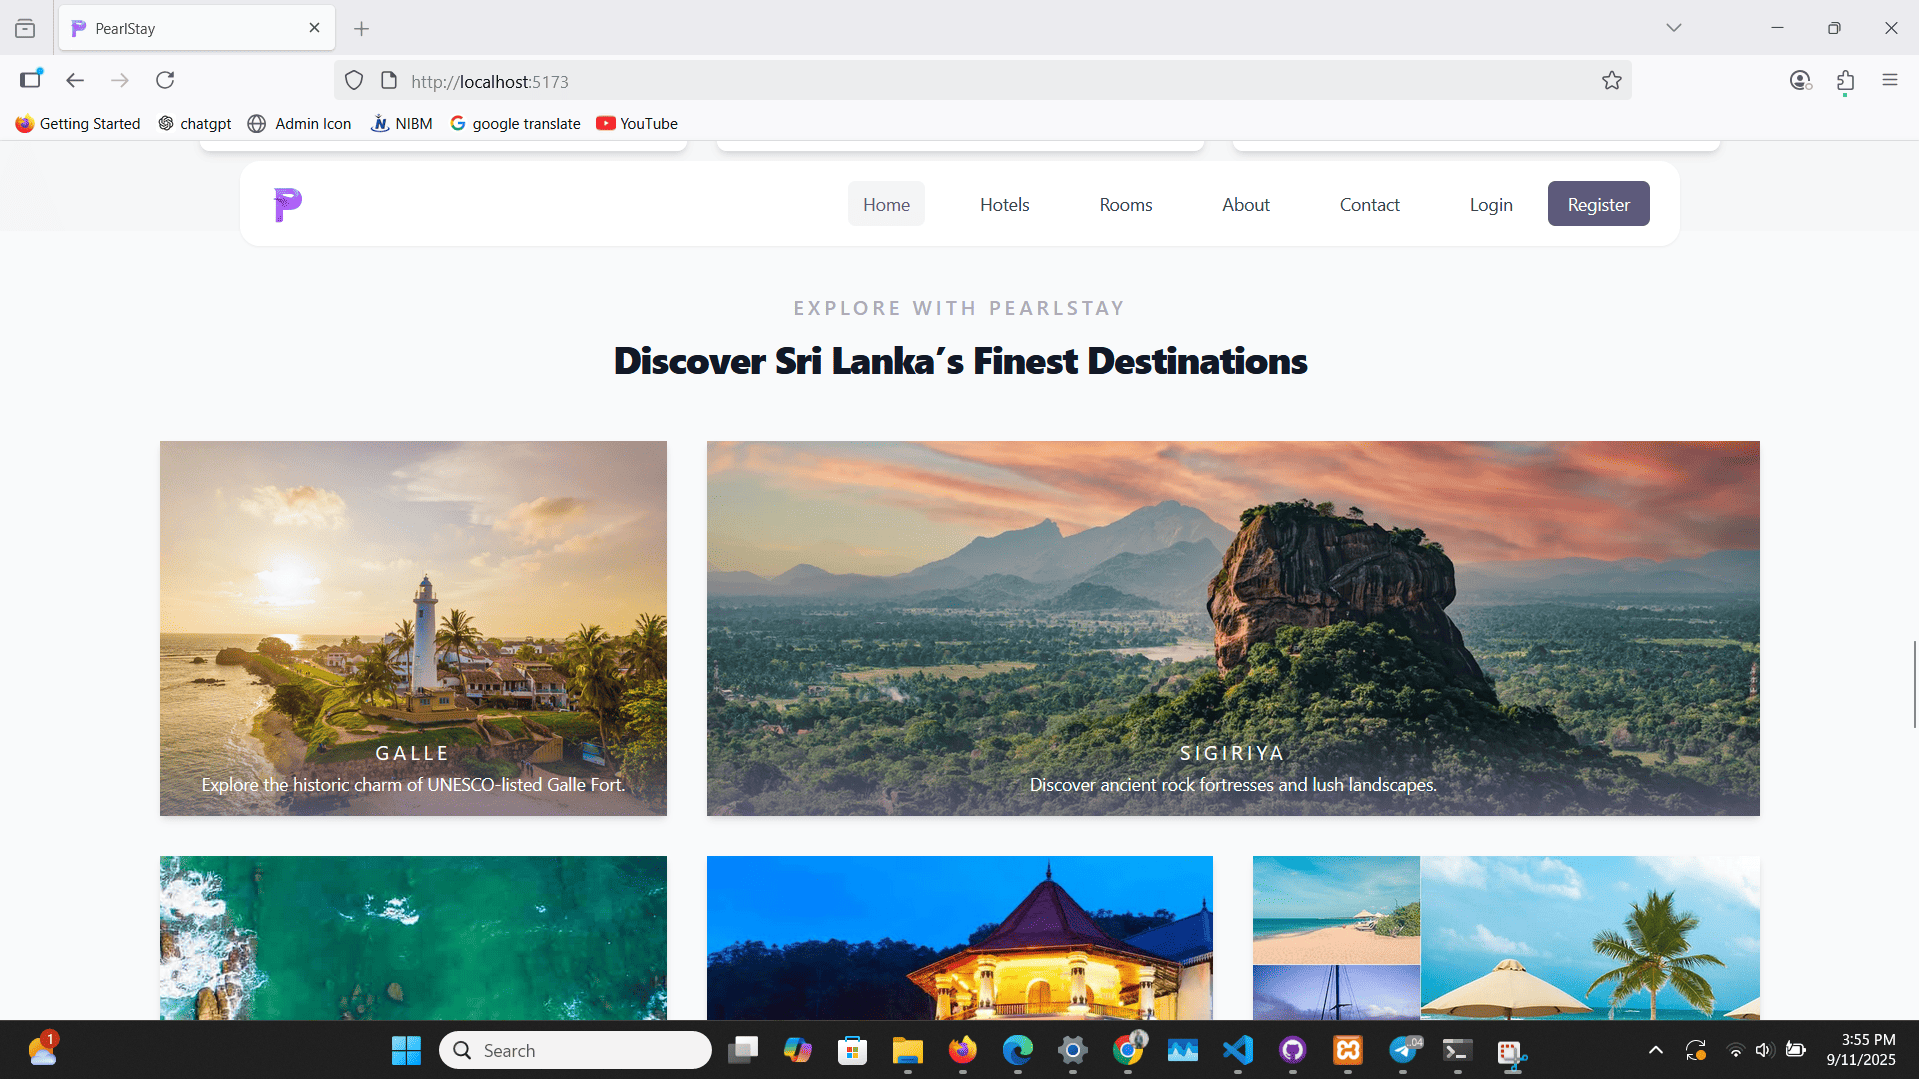 PearlStay
http://localhost:5173
Getting Started
chatgpt
Admin Icon
NIBM
google translate
YouTube
Home
Hotels
Rooms
About
Contact
Login
Register
EXPLORE WITH PEARLSTAY
Discover Sri Lanka´s Finest Destinations
GALLE
Explore the historic charm of UNESCO-listed Galle Fort.
SIGIRIYA
Discover ancient rock fortresses and lush landscapes.
1
Search
.04
3:55 PM
9/11/2025